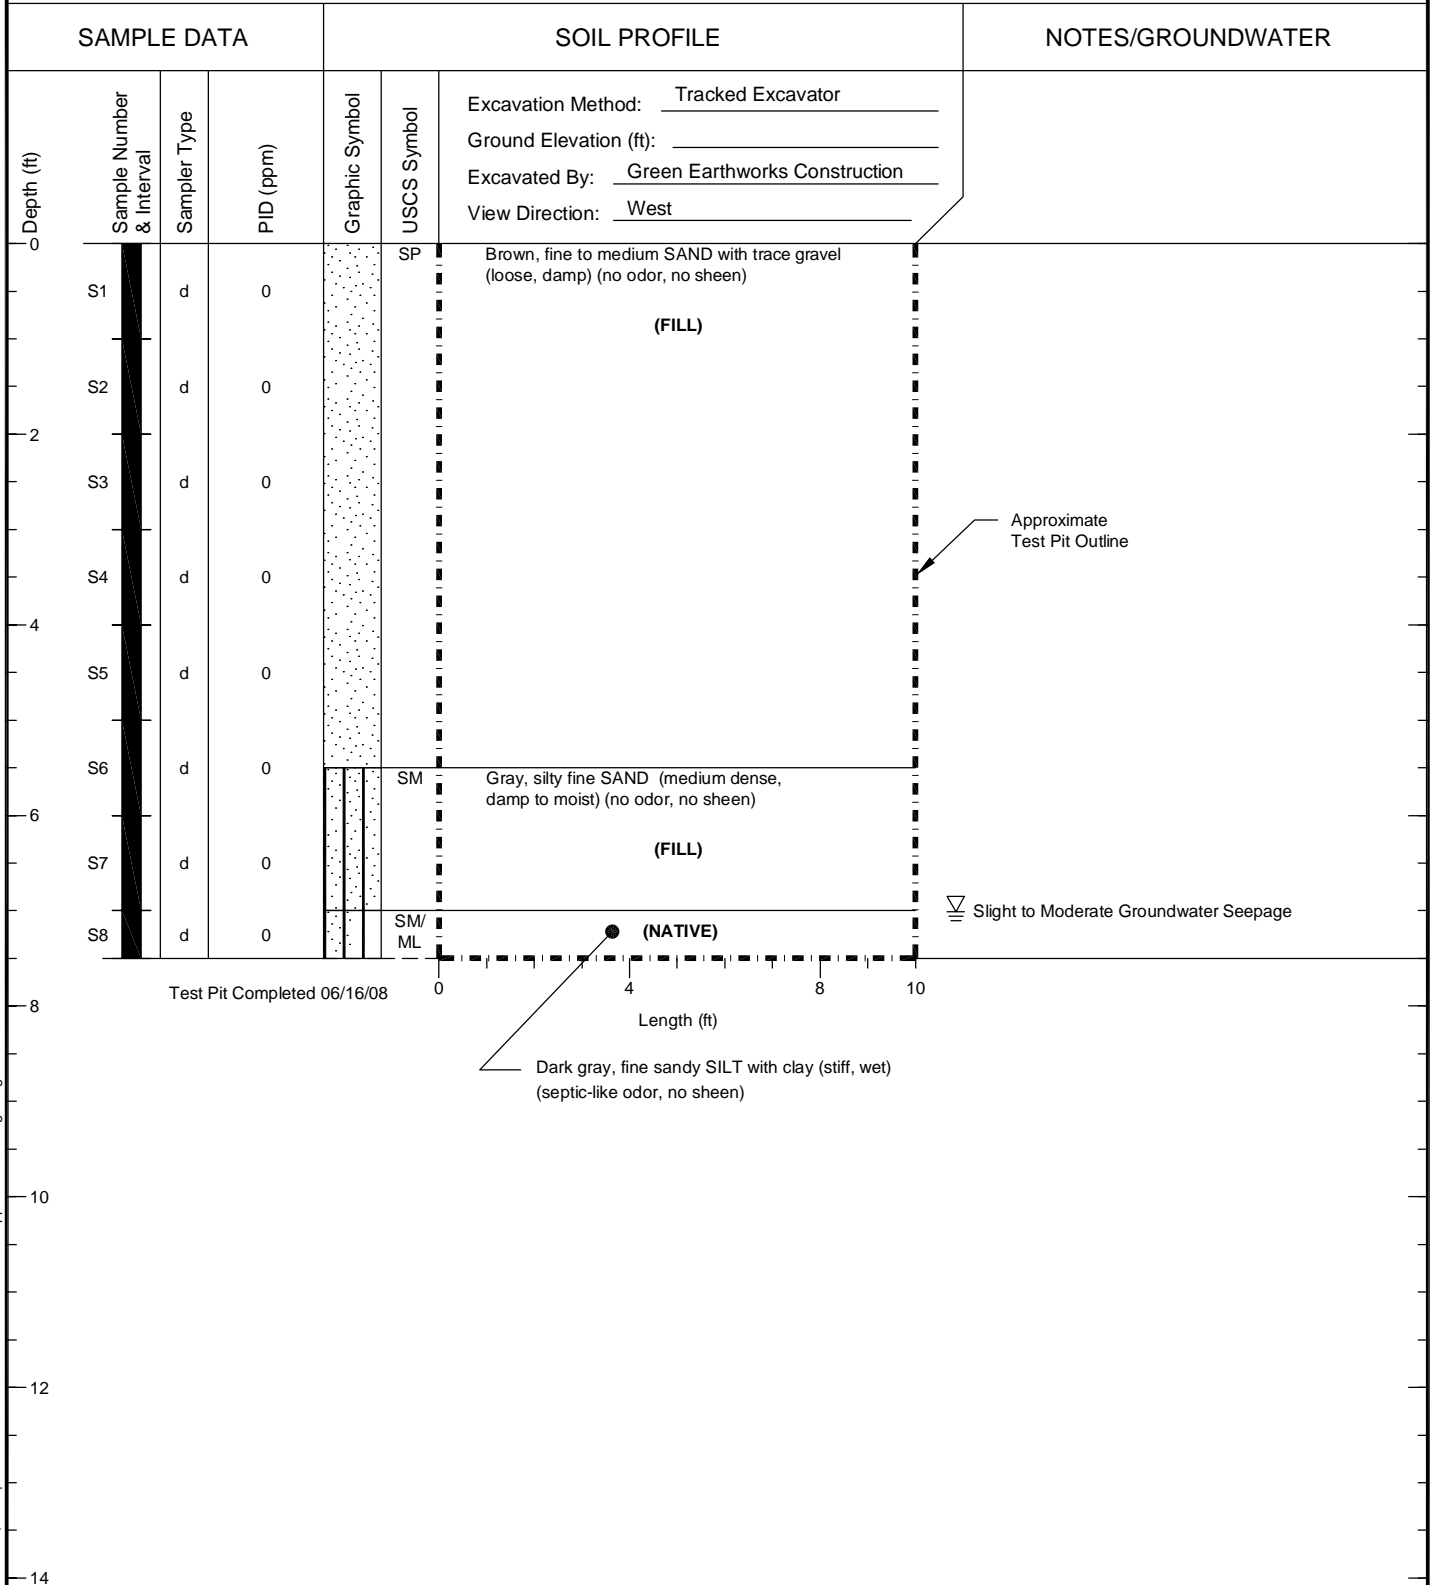 SAMPLE DATA
SOIL PROFILE
NOTES/GROUNDWATER
Depth (ft)
Sample Number
& Interval
Sampler Type
PID (ppm)
Graphic Symbol
USCS Symbol
Excavation Method: Tracked Excavator
Ground Elevation (ft):
Excavated By: Green Earthworks Construction
View Direction: West
0
SP
Brown, fine to medium SAND with trace gravel
(loose, damp) (no odor, no sheen)
S1 d 0
(FILL)
S2 d 0
2
S3 d 0
Approximate
Test Pit Outline
S4 d 0
4
S5 d 0
S6 d 0
SM
Gray, silty fine SAND (medium dense,
damp to moist) (no odor, no sheen)
6
(FILL)
S7 d 0
Slight to Moderate Groundwater Seepage
SM/
ML
(NATIVE)
S8 d 0
Test Pit Completed 06/16/08
0 4 8 10
8
Length (ft)
Dark gray, fine sandy SILT with clay (stiff, wet)
(septic-like odor, no sheen)
10
12
14